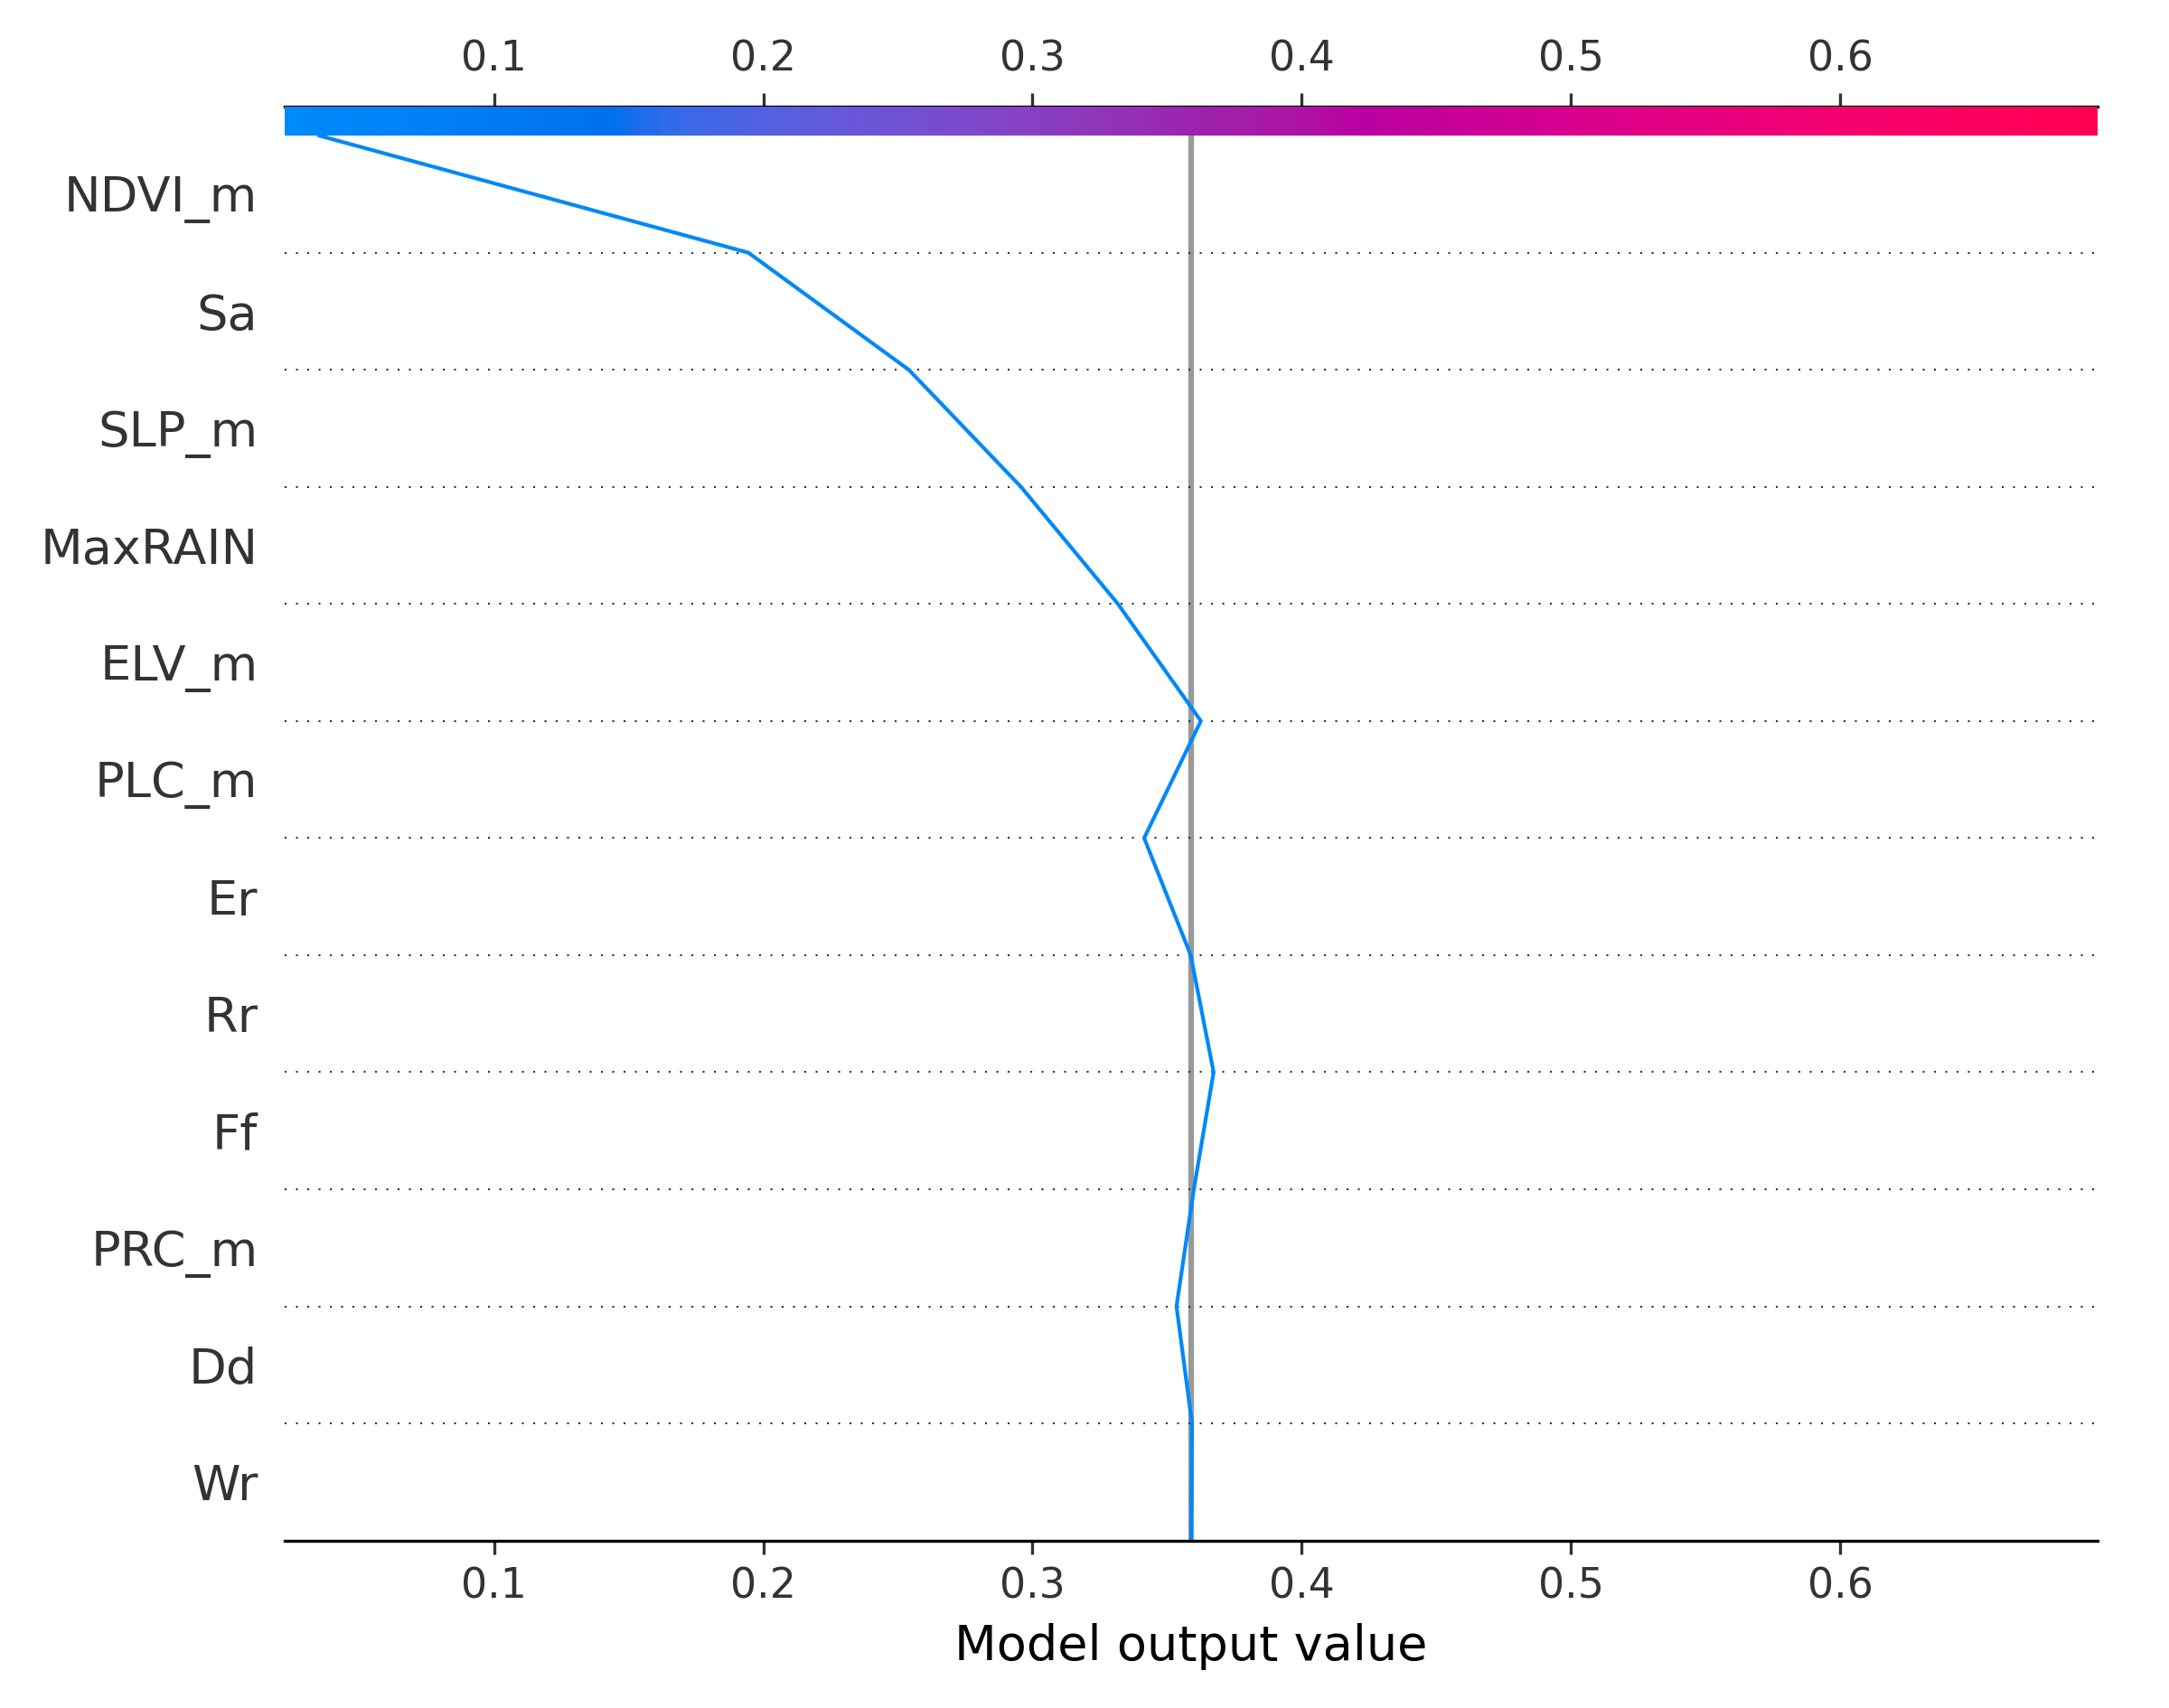 0.1 0.2 0.3 0.4 0.5 0.6
NDVI_m
Sa
SLP_m
MaxRAIN
ELV_m
PLC_m
Er
Rr
Ff
PRC_m
Dd
Wr
0.1 0.2 0.3 0.4 0.5 0.6
Model output value